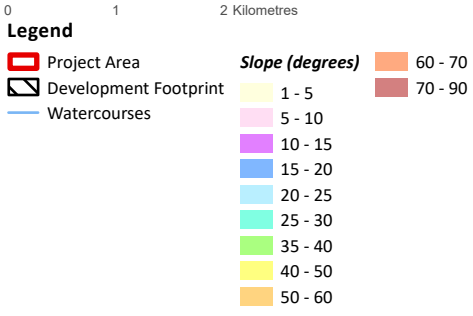 0 1 2 Kilometres
Legend
Project Area
Development Footprint
Watercourses
Slope (degrees)
1 - 5
5 - 10
10 - 15
15 - 20
20 - 25
25 - 30
35 - 40
40 - 50
50 - 60
60 - 70
70 - 90